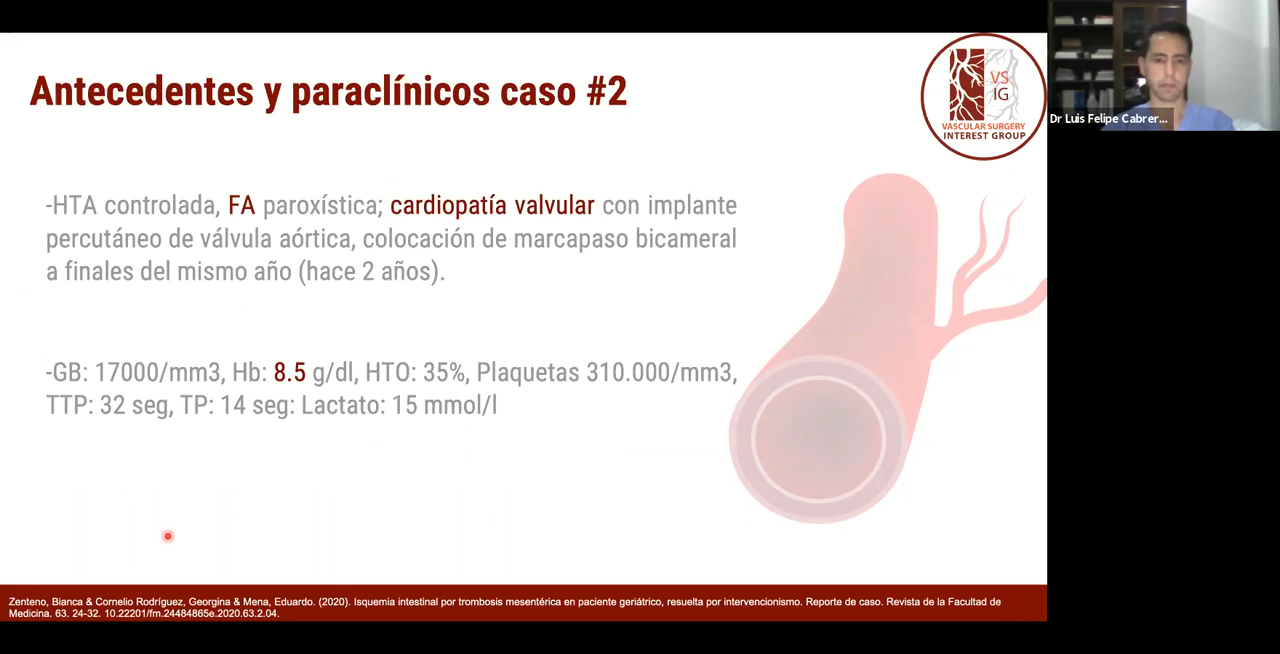 Antecedentes y paraclínicos caso #2
VS
IG
VASCULAR SURGERY
INTEREST GROUP
Dr Luis Felipe Cabrer...
-HTA controlada, FA paroxística; cardiopatía valvular con implante
percutáneo de válvula aórtica, colocación de marcapaso bicameral
a finales del mismo año (hace 2 años).
-GB: 17000/mm3, Hb: 8.5 g/dl, HTO: 35%, Plaquetas 310.000/mm3,
TTP: 32 seg, TP: 14 seg: Lactato: 15 mmol/l
Zenteno, Bianca & Cornelio Rodríguez, Georgina & Mena, Eduardo. (2020). Isquemia intestinal por trombosis mesentérica en paciente geriátrico, resuelta por intervencionismo. Reporte de caso. Revista de la Facultad de
Medicina. 63. 24-32. 10.22201/fm.24484865e.2020.63.2.04.